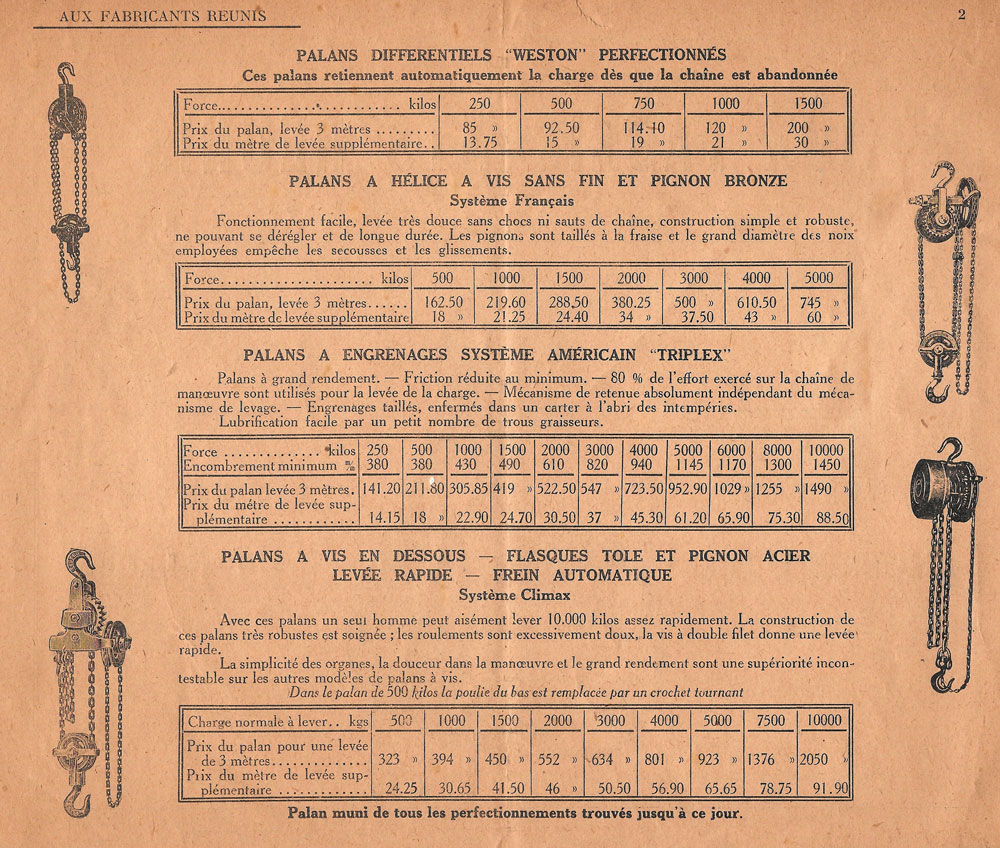 AUX FABRICANTS REUNIS 2
PALANS DIFFERENTIELS "WESTON" PERFECTIONNÉS
Ces palans retiennent automatiquement la charge dès que la chaîne est abandonnée
Force............................ kilos 250 500 750 1000 1500
Prix du palan, levée 3 mètres ......... 85 » 92.50 114.40 120 » 200 »
Prix du mètre de levée supplémentaire.. 13.75 15 » 19 » 21 » 30 »
PALANS A HÉLICE A VIS SANS FIN ET PIGNON BRONZE
Système Français
Fonctionnement facile, levée très douce sans chocs ni sauts de chaîne, construction simple et robuste,
ne pouvant se dérégler et de longue durée. Les pignons sont taillés à la fraise et le grand diamètre des noix
employées empêche les secousses et les glissements.
Force....................... kilos 500 1000 1500 2000 3000 4000 5000
Prix du palan, levée 3 mètres...... 162.50 219.60 288.50 380.25 500 » 610.50 745 »
Prix du mètre de levée supplémentaire 18 » 21.25 24.40 34 » 37.50 43 » 60 »
PALANS A ENGRENAGES SYSTÈME AMÉRICAIN "TRIPLEX"
Palans à grand rendement. — Friction réduite au minimum. — 80 % de l'effort exercé sur la chaîne de
manœuvre sont utilisés pour la levée de la charge. — Mécanisme de retenue absolument indépendant du méca-
nisme de levage. — Engrenages taillés, enfermés dans un carter à l'abri des intempéries.
Lubrification facile par un petit nombre de trous graisseurs.
Force .............. kilos 250 500 1000 1500 2000 3000 4000 5000 6000 8000 10000
Encombrement minimum m/m 380 380 430 490 610 820 940 1145 1170 1300 1450
Prix du palan levée 3 mètres. 141.20 211.80 305.85 419 » 522.50 547 » 723.50 952.90 1029 » 1255 » 1490 »
Prix du métre de levée sup-
plémentaire ............ 14.15 18 » 22.90 24.70 30.50 37 » 45.30 61.20 65.90 75.30 88.50
PALANS A VIS EN DESSOUS — FLASQUES TOLE ET PIGNON ACIER
LEVÉE RAPIDE — FREIN AUTOMATIQUE
Système Climax
Avec ces palans un seul homme peut aisément lever 10.000 kilos assez rapidement. La construction de
ces palans très robustes est soignée ; les roulements sont excessivement doux, la vis à double filet donne une levée
rapide.
La simplicité des organes, la douceur dans la manœuvre et le grand rendement sont une supériorité incon-
testable sur les autres modèles de palans à vis.
Dans le palan de 500 kilos la poulie du bas est remplacée par un crochet tournant
Charge normale à lever.. kgs 500 1000 1500 2000 3000 4000 5000 7500 10000
Prix du palan pour une levée
de 3 mètres.............. 323 » 394 » 450 » 552 » 634 » 801 » 923 » 1376 » 2050 »
Prix du mètre de levée sup-
plémentaire ............. 24.25 30.65 41.50 46 » 50.50 56.90 65.65 78.75 91.90
Palan muni de tous les perfectionnements trouvés jusqu'à ce jour.